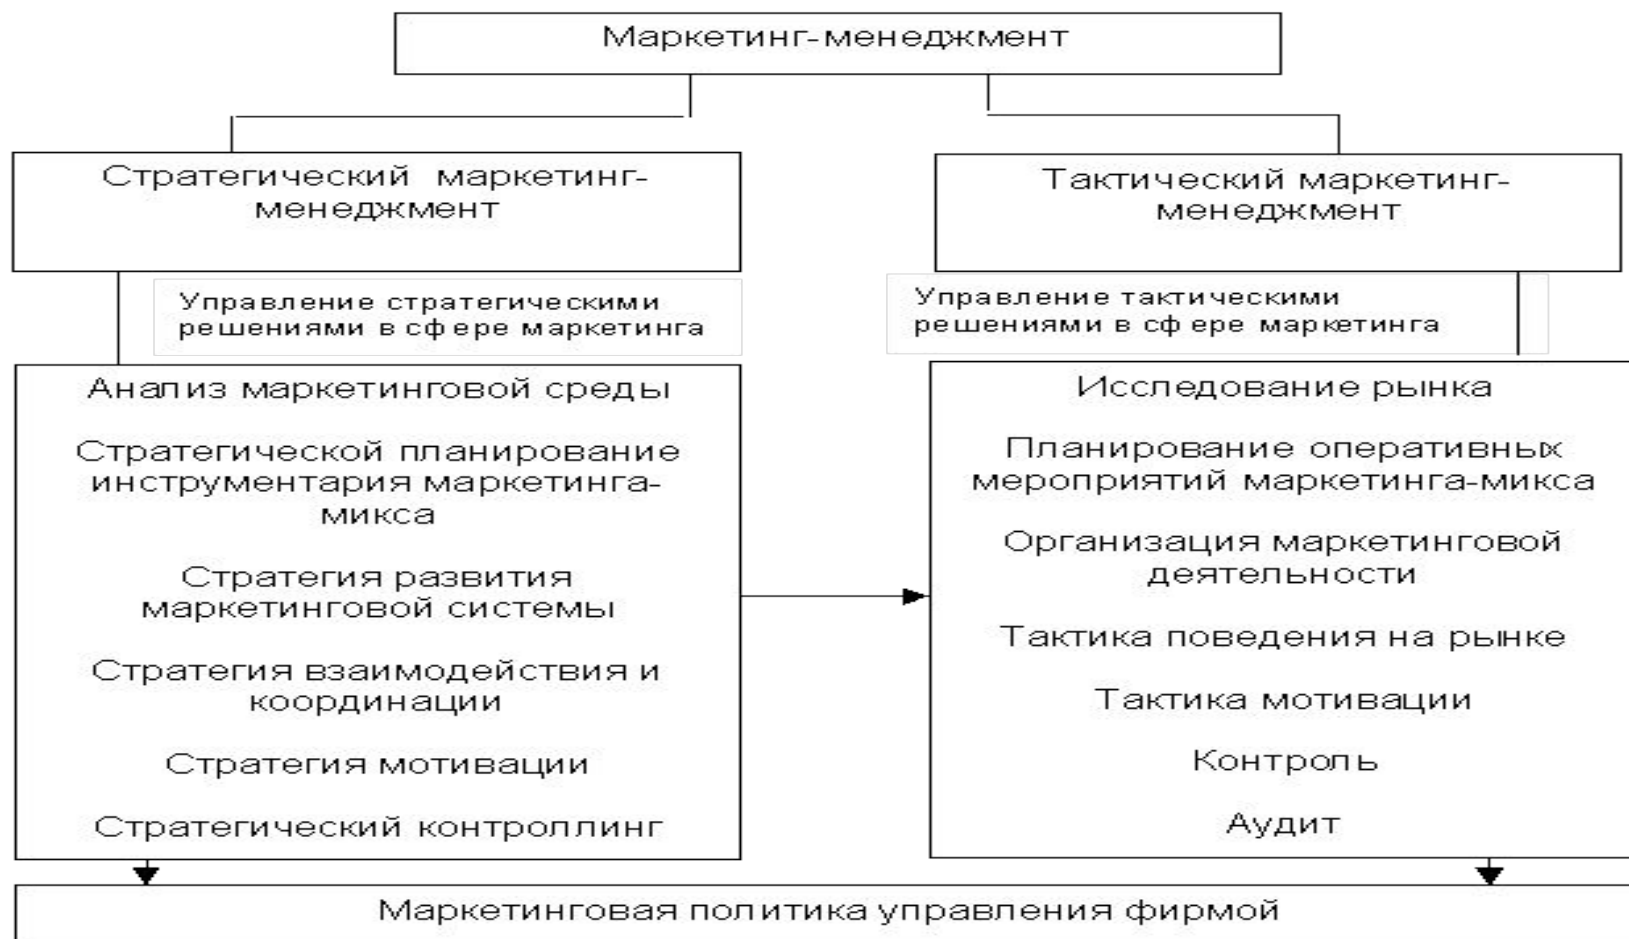 Маркетинг-менеджмент
Стратегический маркетинг-
менеджмент
Тактический маркетинг-
менеджмент
Управление стратегическими
решениями в сфере маркетинга
Управление тактическими
решениями в сфере маркетинга
Анализ маркетинговой среды
Стратегической планирование
инструментария маркетинга-
микса
Стратегия развития
маркетинговой системы
Стратегия взаимодействия и
координации
Стратегия мотивации
Стратегический контроллинг
Исследование рынка
Планирование оперативных
мероприятий маркетинга-микса
Организация маркетинговой
деятельности
Тактика поведения на рынке
Тактика мотивации
Контроль
Аудит
Маркетинговая политика управления фирмой